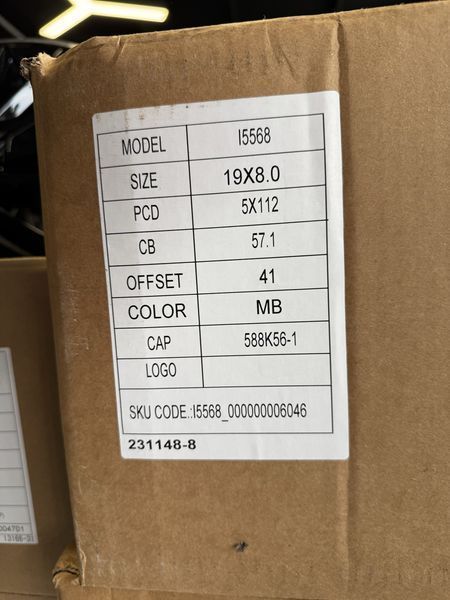 MODEL I5568
SIZE 19X8.0
PCD 5X112
CB 57.1
OFFSET 41
COLOR MB
CAP 588K56-1
LOGO
SKU CODE.:I5568_000000006046
231148-8